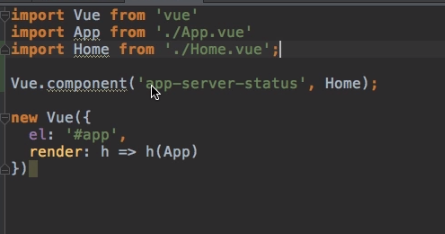 import Vue from 'vue'
import App from './App.vue'
import Home from './Home.vue';
Vue.component('app-server-status', Home);
new Vue({
  el: '#app',
  render: h => h(App)
})